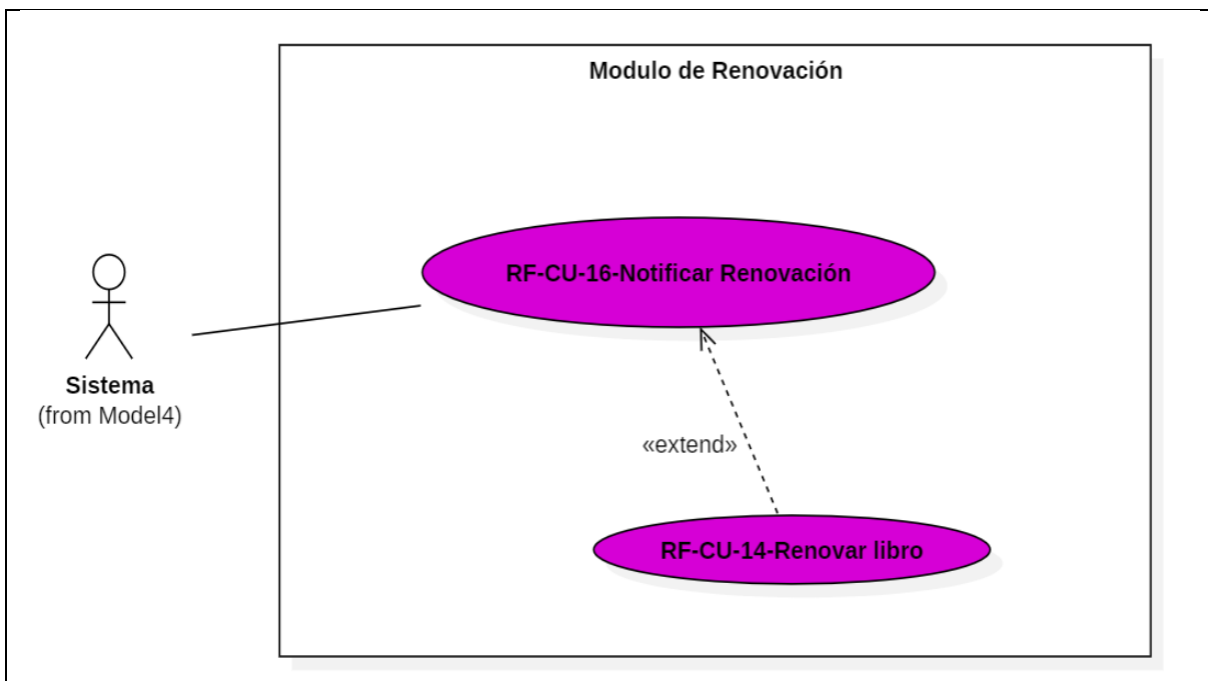 Modulo de Renovación
RF-CU-16-Notificar Renovación
Sistema
(from Model4)
«extend»
RF-CU-14-Renovar libro